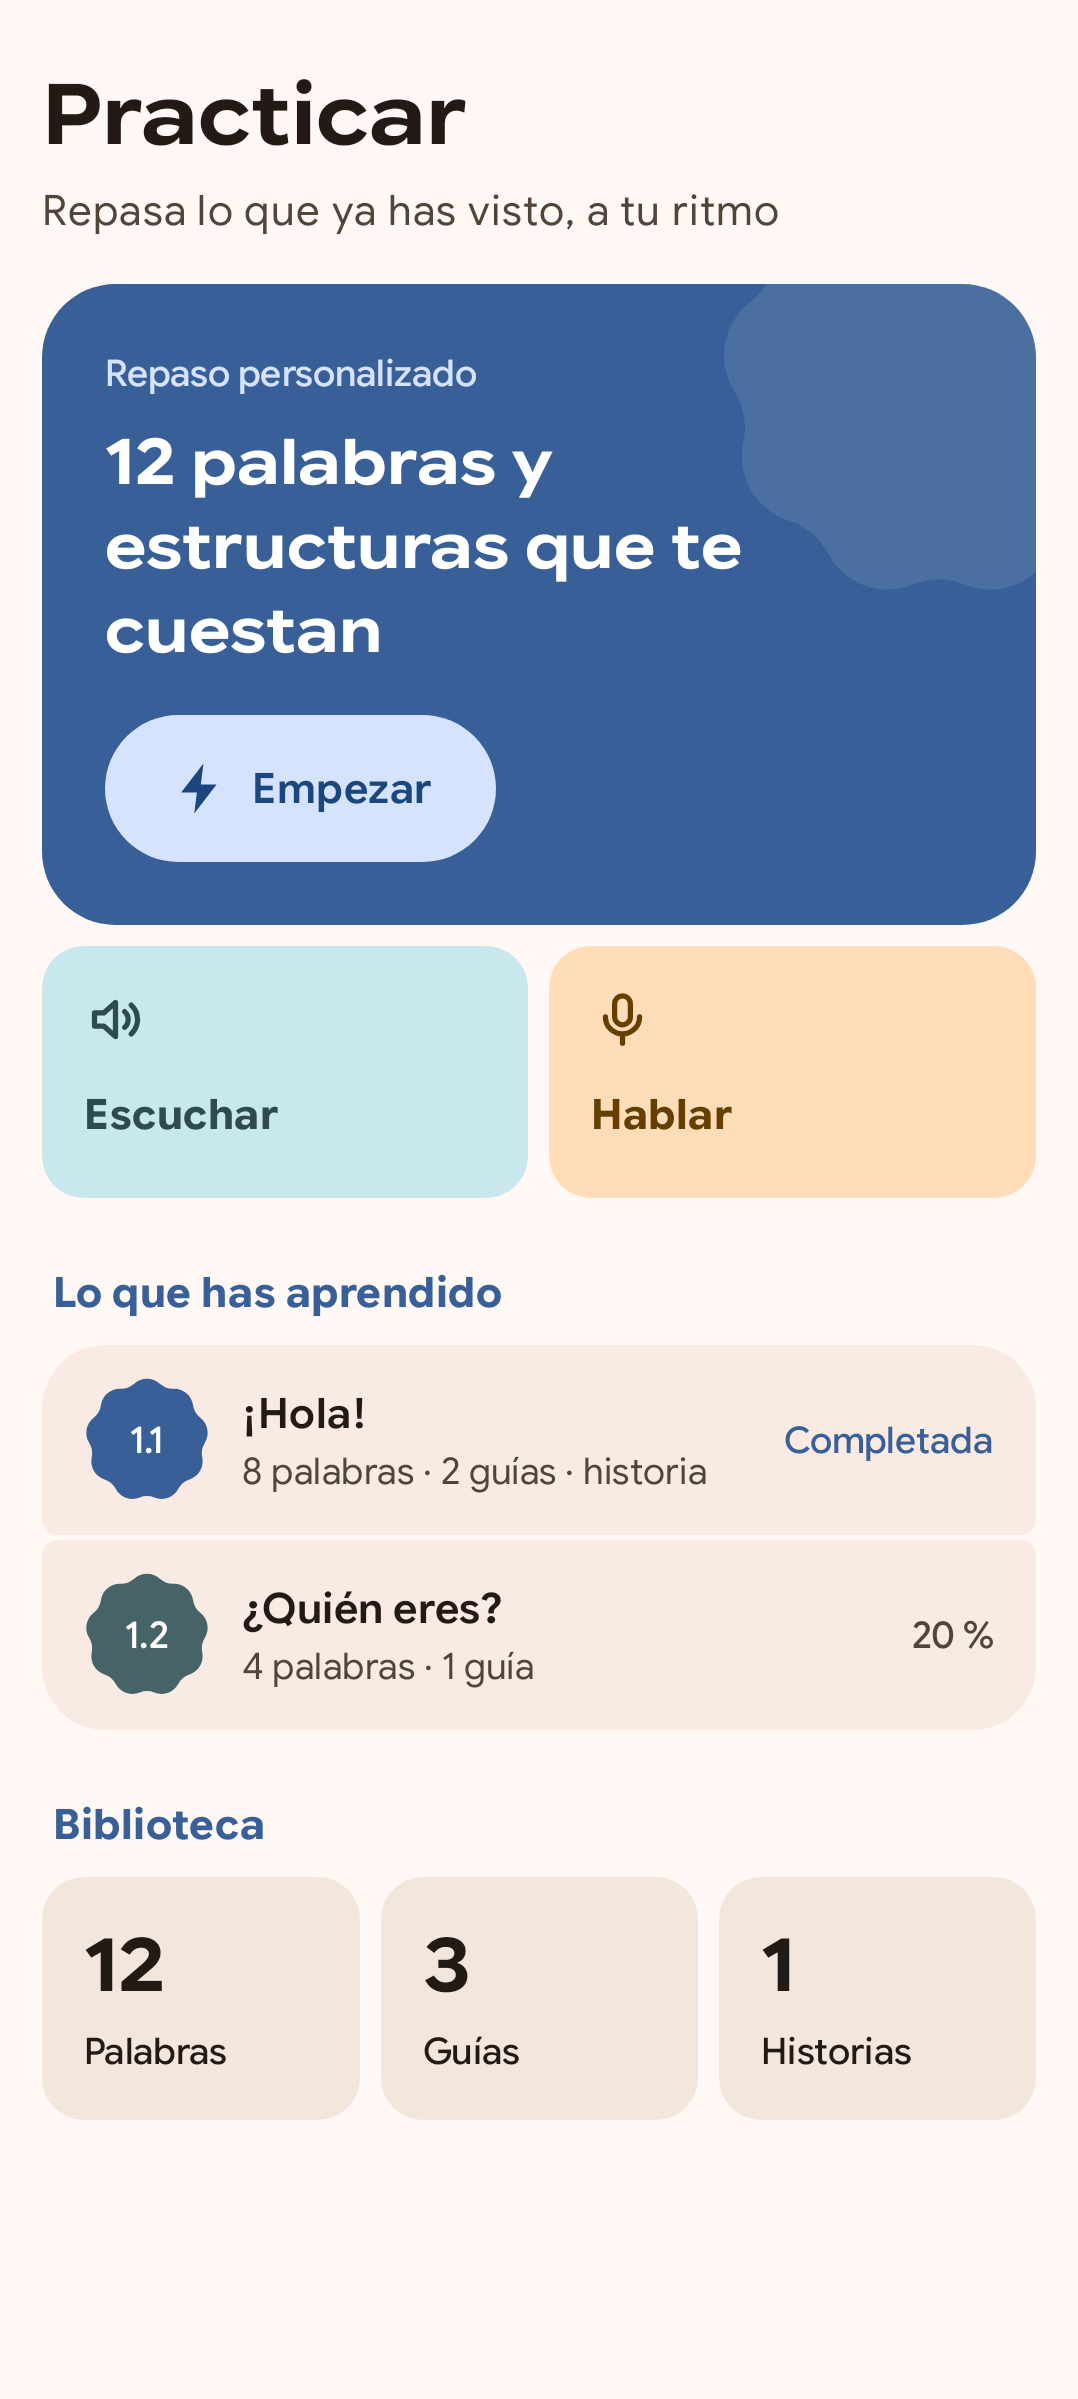 Practicar
Repasa lo que ya has visto, a tu ritmo
Repaso personalizado
12 palabras y
estructuras que te
cuestan
Empezar
Escuchar
Hablar
Lo que has aprendido
1.1
¡Hola!
8 palabras · 2 guías · historia
Completada
1.2
¿Quién eres?
4 palabras · 1 guía
20 %
Biblioteca
12
Palabras
3
Guías
1
Historias